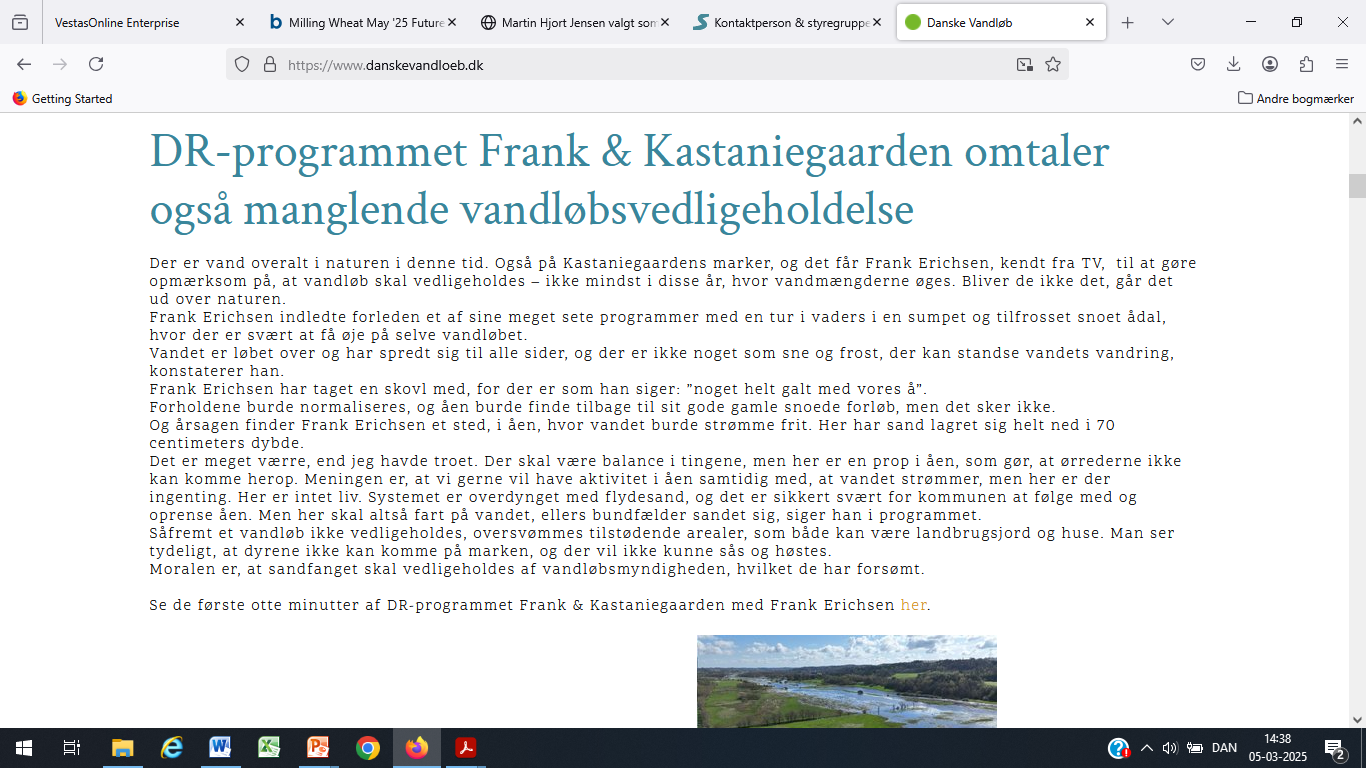 VestasOnline Enterprise
Milling Wheat May '25 Future
Martin Hjort Jensen valgt som
Kontaktperson & styregruppe
Danske Vandløb
https://www.danskevandloeb.dk
Getting Started
Andre bogmærker
DR-programmet Frank & Kastaniegaarden omtaler
også manglende vandløbsvedligeholdelse
Der er vand overalt i naturen i denne tid. Også på Kastaniegaardens marker, og det får Frank Erichsen, kendt fra TV, til at gøre
opmærksom på, at vandløb skal vedligeholdes – ikke mindst i disse år, hvor vandmængderne øges. Bliver de ikke det, går det
ud over naturen.
Frank Erichsen indledte forleden et af sine meget sete programmer med en tur i vaders i en sumpet og tilfrosset snoet ådal,
hvor der er svært at få øje på selve vandløbet.
Vandet er løbet over og har spredt sig til alle sider, og der er ikke noget som sne og frost, der kan standse vandets vandring,
konstaterer han.
Frank Erichsen har taget en skovl med, for der er som han siger: "noget helt galt med vores å".
Forholdene burde normaliseres, og åen burde finde tilbage til sit gode gamle snoede forløb, men det sker ikke.
Og årsagen finder Frank Erichsen et sted, i åen, hvor vandet burde strømme frit. Her har sand lagret sig helt ned i 70
centimeters dybde.
Det er meget værre, end jeg havde troet. Der skal være balance i tingene, men her er en prop i åen, som gør, at ørrederne ikke
kan komme herop. Meningen er, at vi gerne vil have aktivitet i åen samtidig med, at vandet strømmer, men her er der
ingenting. Her er intet liv. Systemet er overdynget med flydesand, og det er sikkert svært for kommunen at følge med og
oprense åen. Men her skal altså fart på vandet, ellers bundfælder sandet sig, siger han i programmet.
Såfremt et vandløb ikke vedligeholdes, oversvømmes tilstødende arealer, som både kan være landbrugsjord og huse. Man ser
tydeligt, at dyrene ikke kan komme på marken, og der vil ikke kunne sås og høstes.
Moralen er, at sandfanget skal vedligeholdes af vandløbsmyndigheden, hvilket de har forsømt.
Se de første otte minutter af DR-programmet Frank & Kastaniegaarden med Frank Erichsen her.
DAN
14:38
05-03-2025
2